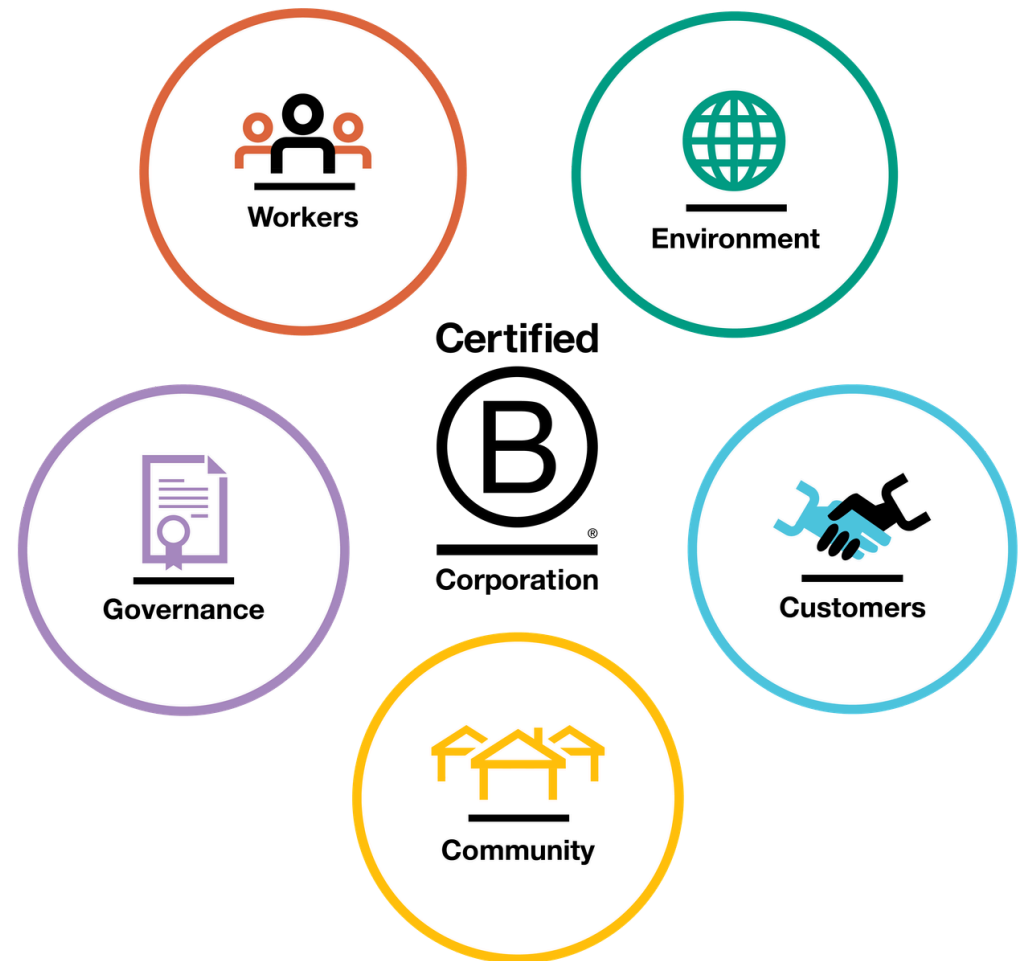 Workers
Environment
Certified
B
®
Corporation
Governance
Customers
Community